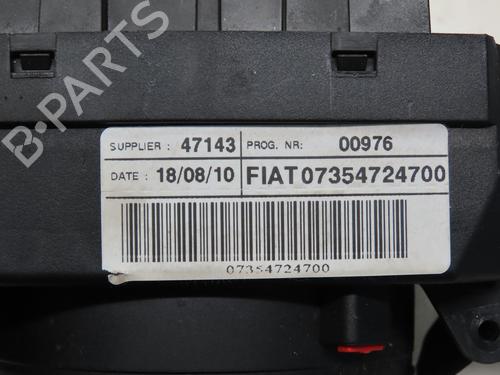 B-PARTS
SUPPLIER : 47143 PROG. NR: 00976
DATE : 18/08/10 FIAT07354724700
07354724700